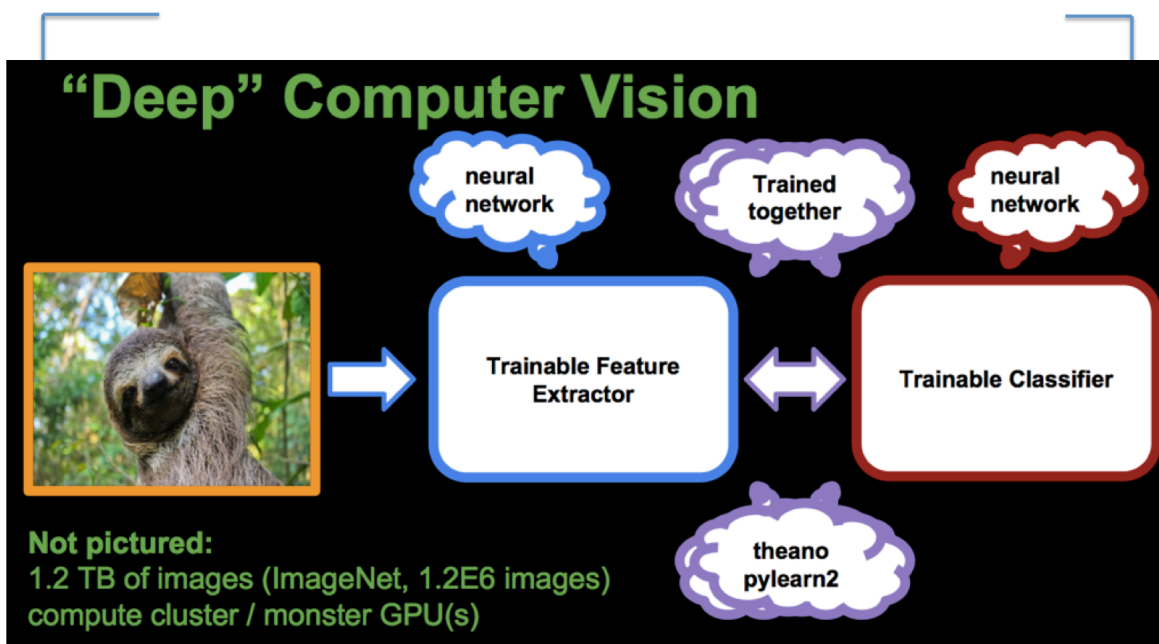 “Deep” Computer Vision
neural
network
Trained
together
neural
network
Trainable Feature
Extractor
Trainable Classifier
theano
pylearn2
Not pictured:
1.2 TB of images (ImageNet, 1.2E6 images)
compute cluster / monster GPU(s)